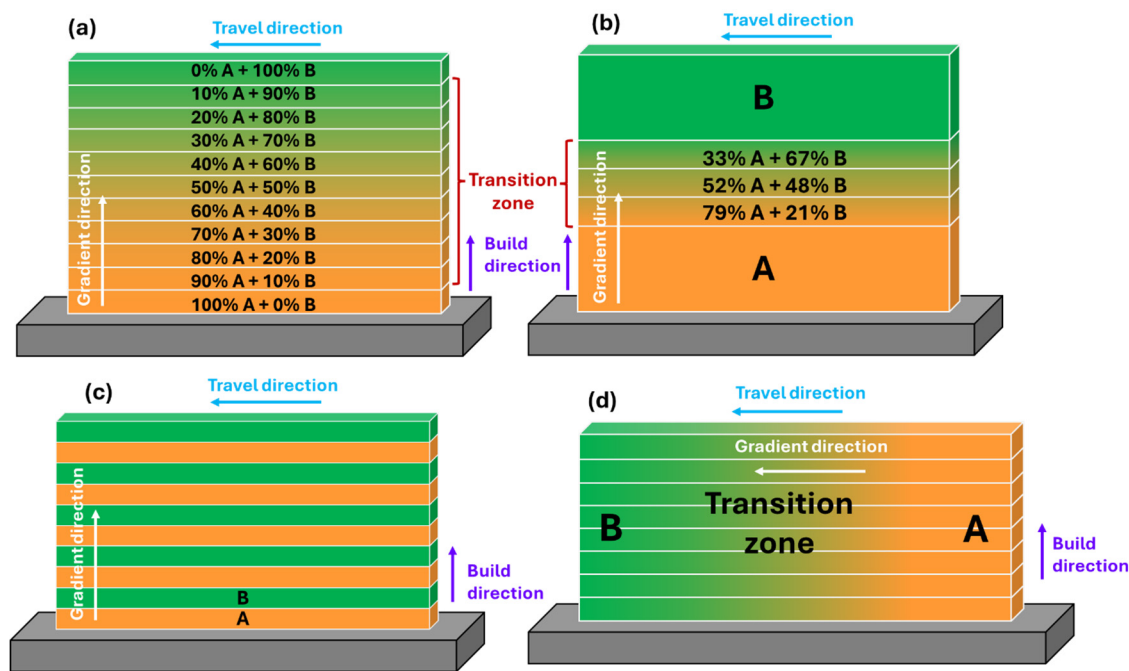 (a)
Travel direction
0% A + 100% B
10% A + 90% B
20% A + 80% B
30% A + 70% B
40% A + 60% B
50% A + 50% B
60% A + 40% B
70% A + 30% B
80% A + 20% B
90% A + 10% B
100% A + 0% B
Gradient direction
Transition
zone
Build
direction
(b)
Travel direction
B
33% A + 67% B
52% A + 48% B
79% A + 21% B
A
Gradient direction
(c)
Travel direction
Gradient direction
B
A
Build
direction
(d)
Travel direction
Gradient direction
Transition
zone
B
A
Build
direction